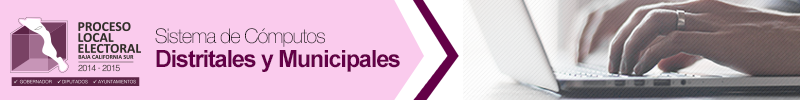 PROCESO
LOCAL
ELECTORAL
BAJA CALIFORNIA SUR
2014 - 2015
✓ GOBERNADOR ✓ DIPUTADOS ✓ AYUNTAMIENTOS
Sistema de Cómputos
Distritales y Municipales